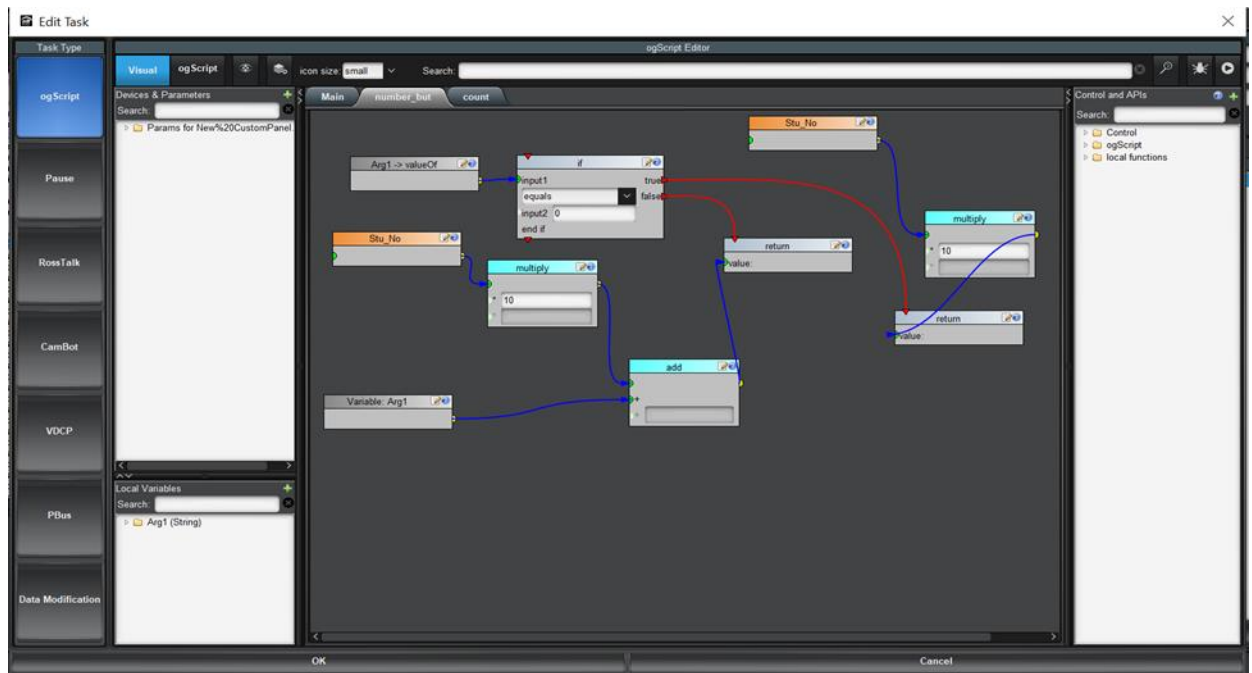 Edit Task
Task Type
ogScript Editor
Visual
ogScript
icon size: small
Search:
ogScript
Pause
RossTalk
CamBot
VDCP
PBus
Data Modification
Devices & Parameters
Search:
Params for New%20CustomPanel.
Local Variables
Search:
Arg1 (String)
Main
number_but
count
Stu_No
Arg1 -> valueOf
if
input1
true
equals
false
input2 0
end if
Stu_No
multiply
* 10
return
value:
multiply
* 10
return
value:
add
+
Variable: Arg1
Control and APIs
Search:
Control
ogScript
local functions
OK
Cancel